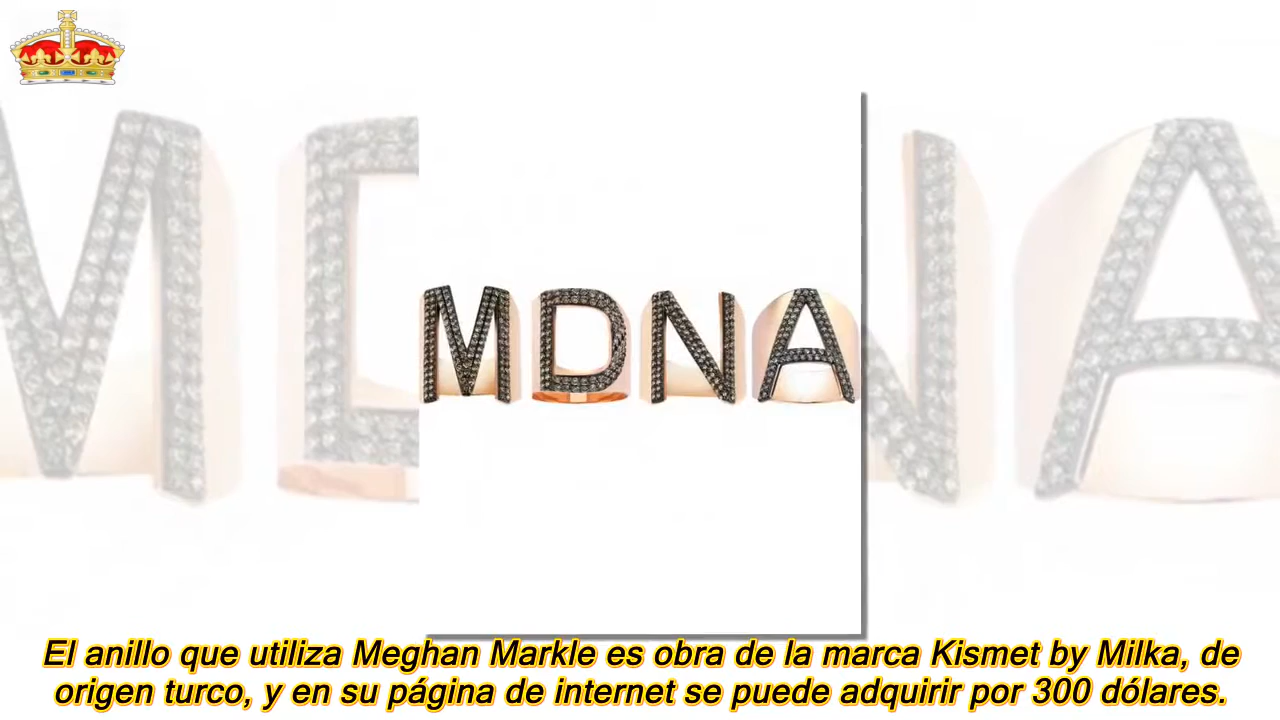 MDNA
El anillo que utiliza Meghan Markle es obra de la marca Kismet by Milka, de
origen turco, y en su página de internet se puede adquirir por 300 dólares.